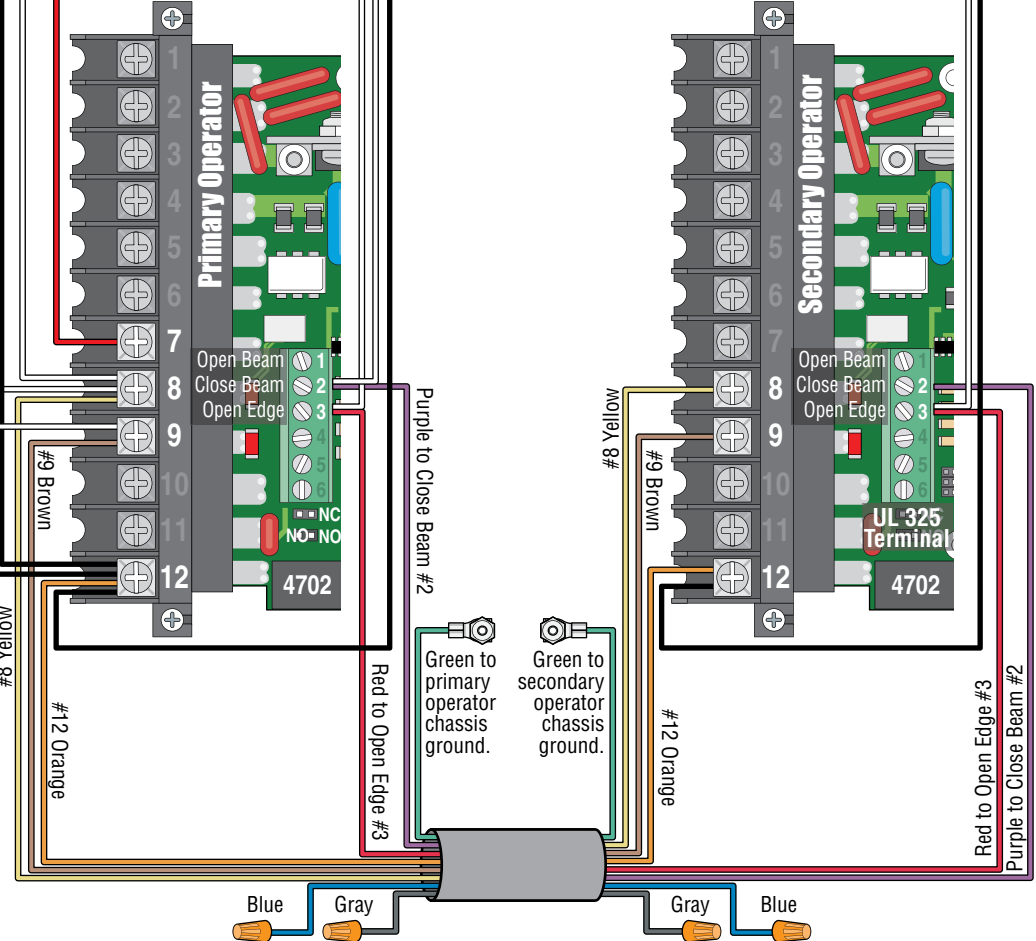 Primary Operator
1
2
3
4
5
6
7
8
9
10
11
12
Open Beam 1
Close Beam 2
Open Edge 3
4
5
6
NC
NO NO
4702
#9 Brown
#8 Yellow
#12 Orange
Purple to Close Beam #2
Red to Open Edge #3
Green to
primary
operator
chassis
ground.
Green to
secondary
operator
chassis
ground.
Secondary Operator
1
2
3
4
5
6
7
8
9
10
11
12
Open Beam 1
Close Beam 2
Open Edge 3
4
5
6
UL 325
Terminal
4702
#8 Yellow
#9 Brown
#12 Orange
Red to Open Edge #3
Purple to Close Beam #2
Blue
Gray
Gray
Blue